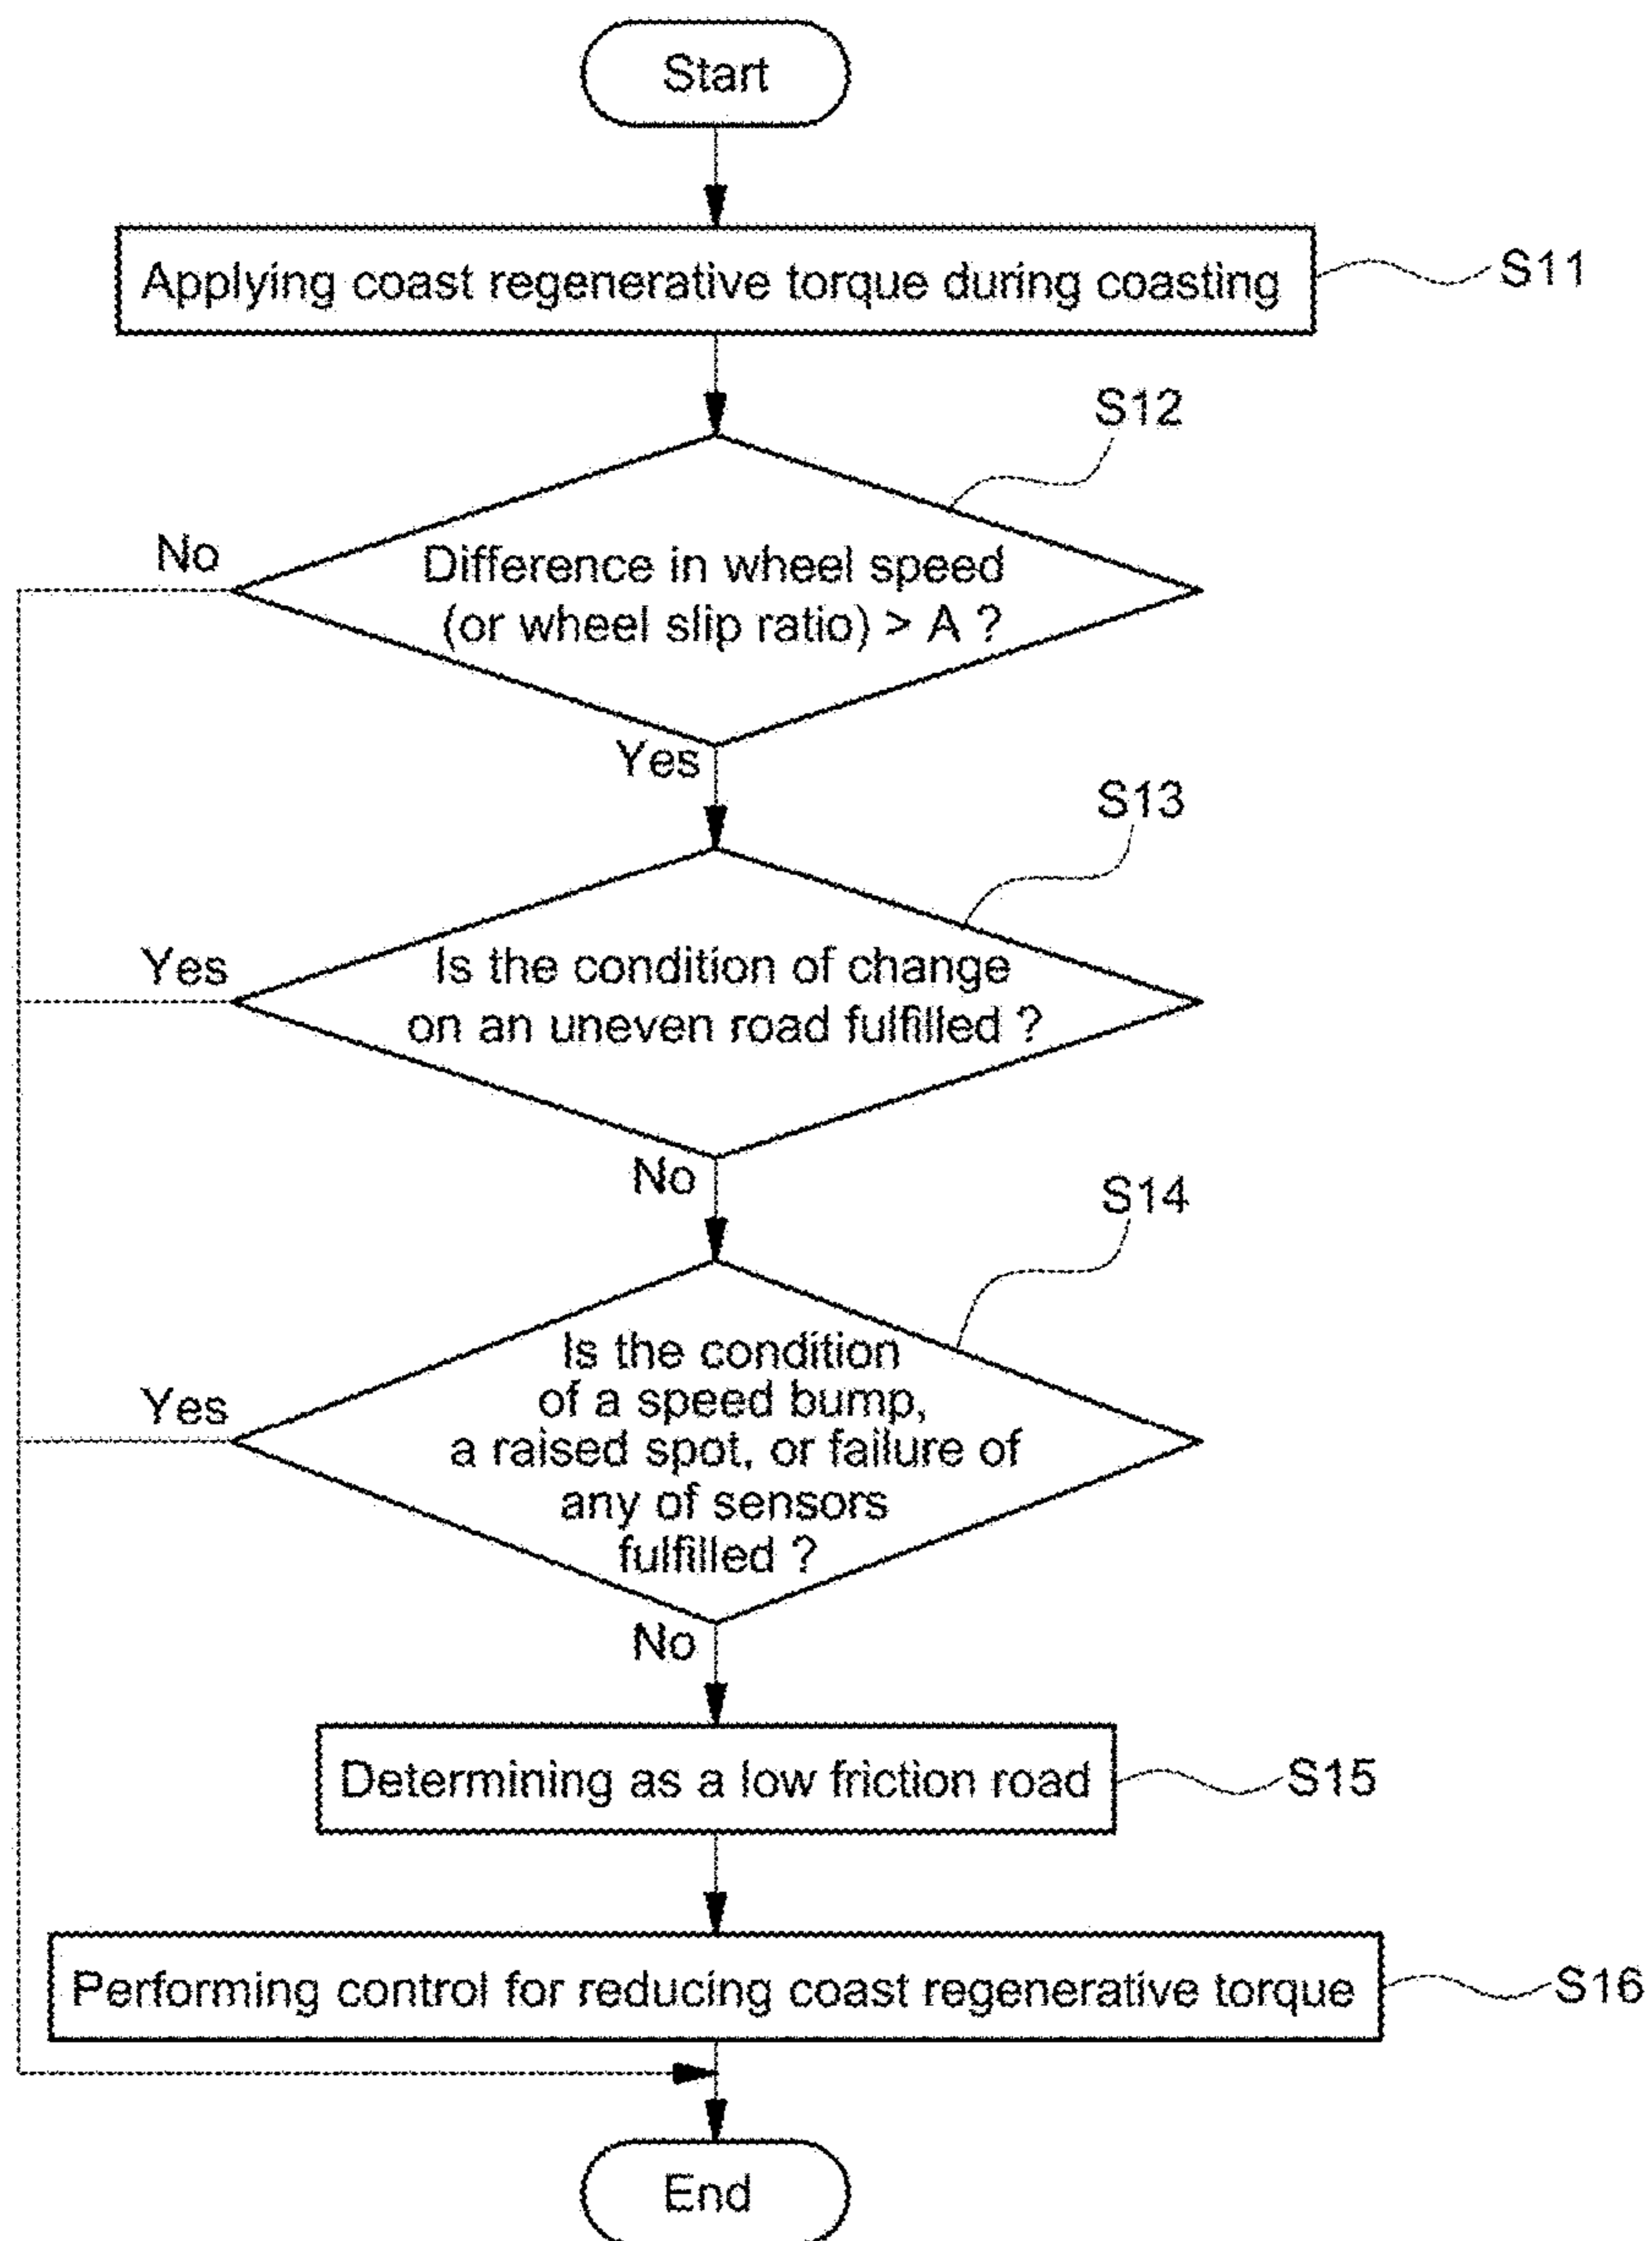 Start
Applying coast regenerative torque during coasting
S11
S12
No
Difference in wheel speed
(or wheel slip ratio) > A ?
Yes
S13
Yes
Is the condition of change
on an uneven road fulfilled ?
No
S14
Is the condition
of a speed bump,
Yes
a raised spot, or failure of
any of sensors
fulfilled ?
No
Determining as a low friction road
S15
Performing control for reducing coast regenerative torque
S16
End